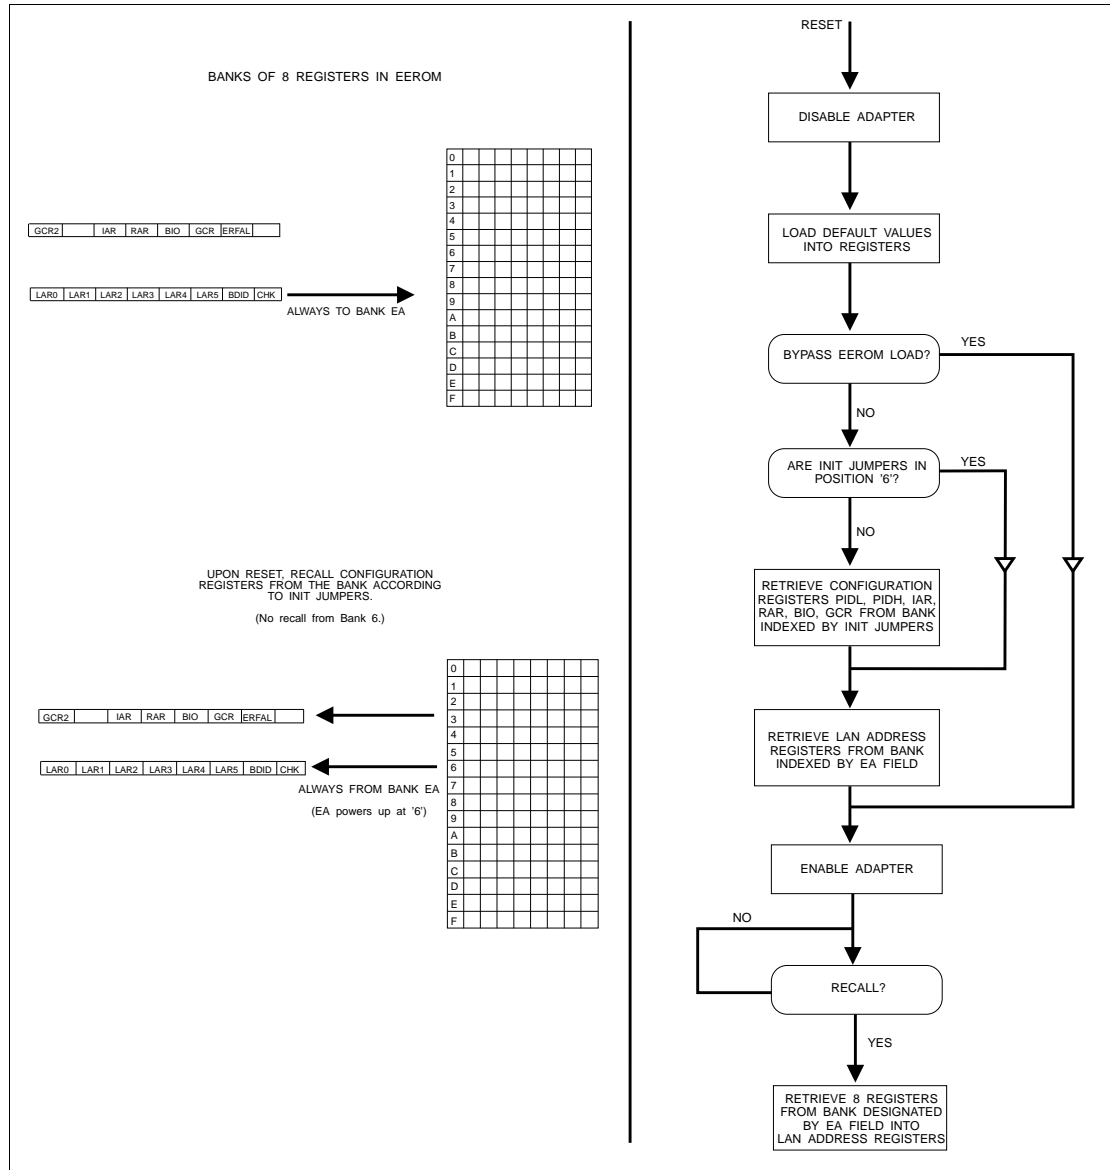 BANKS OF 8 REGISTERS IN EEROM
0
1
2
3
4
5
6
7
8
9
A
B
C
D
E
F
GCR2 IAR RAR BIO GCR ERFAL
LAR0 LAR1 LAR2 LAR3 LAR4 LAR5 BDID CHK
ALWAYS TO BANK EA
UPON RESET, RECALL CONFIGURATION
REGISTERS FROM THE BANK ACCORDING
TO INIT JUMPERS.
(No recall from Bank 6.)
0
1
2
3
4
5
6
7
8
9
A
B
C
D
E
F
GCR2 IAR RAR BIO GCR ERFAL
LAR0 LAR1 LAR2 LAR3 LAR4 LAR5 BDID CHK
ALWAYS FROM BANK EA
(EA powers up at '6')
RESET
DISABLE ADAPTER
LOAD DEFAULT VALUES
INTO REGISTERS
BYPASS EEROM LOAD?
YES
NO
ARE INIT JUMPERS IN
POSITION '6'?
YES
NO
RETRIEVE CONFIGURATION
REGISTERS PIDL, PIDH, IAR,
RAR, BIO, GCR FROM BANK
INDEXED BY INIT JUMPERS
RETRIEVE LAN ADDRESS
REGISTERS FROM BANK
INDEXED BY EA FIELD
ENABLE ADAPTER
NO
RECALL?
YES
RETRIEVE 8 REGISTERS
FROM BANK DESIGNATED
BY EA FIELD INTO
LAN ADDRESS REGISTERS